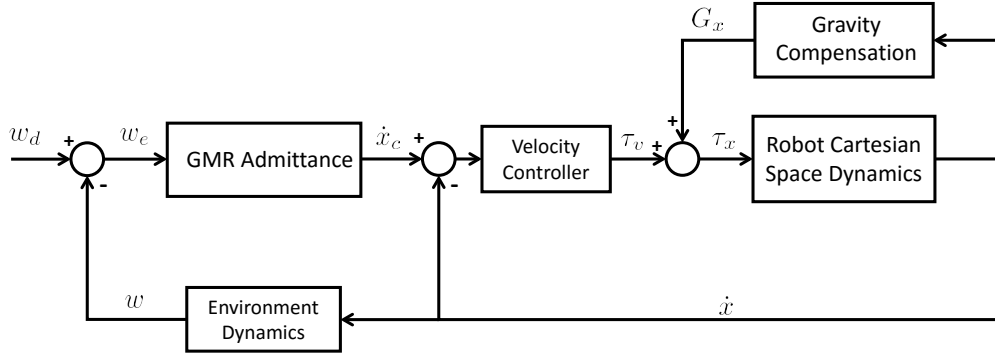 G_x
Gravity
Compensation
+
w_d
+
w_e
GMR Admittance
ẋ_c
+
Velocity
Controller
τ_v
+
τ_x
Robot Cartesian
Space Dynamics
-
-
w
Environment
Dynamics
ẋ